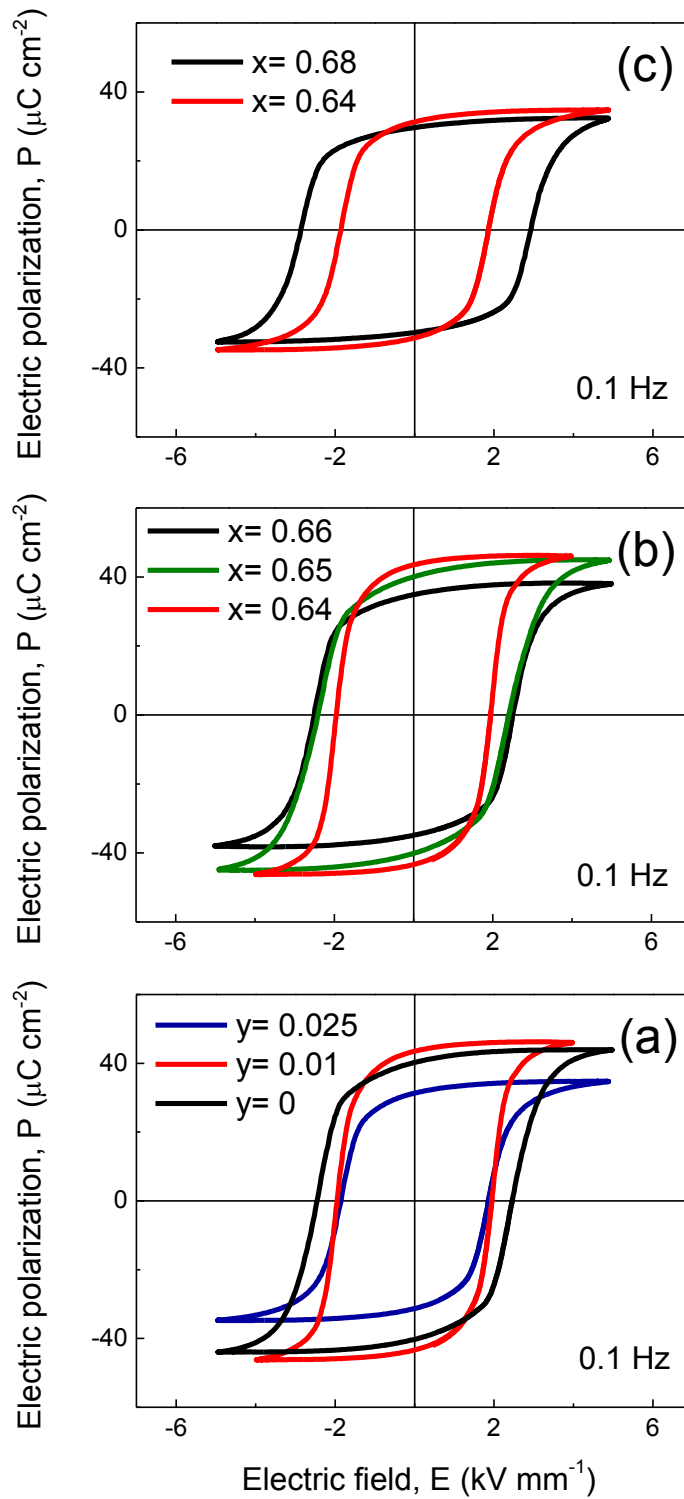 (c)
x= 0.68
x= 0.64
Electric polarization, P (μC cm⁻²)
40
0
-40
0.1 Hz
-6 -2 2 6
(b)
x= 0.66
x= 0.65
x= 0.64
Electric polarization, P (μC cm⁻²)
40
0
-40
0.1 Hz
-6 -2 2 6
(a)
y= 0.025
y= 0.01
y= 0
Electric polarization, P (μC cm⁻²)
40
0
-40
0.1 Hz
-6 -2 2 6
Electric field, E (kV mm⁻¹)